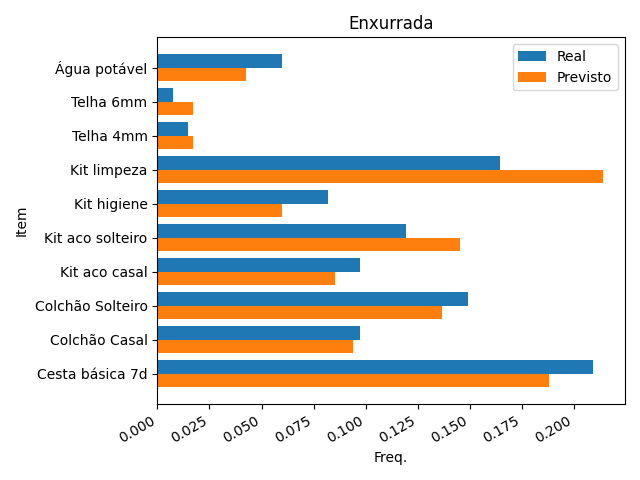 Enxurrada
Real
Previsto
Água potável
Telha 6mm
Telha 4mm
Kit limpeza
Kit higiene
Kit aco solteiro
Kit aco casal
Colchão Solteiro
Colchão Casal
Cesta básica 7d
Item
0.000 0.025 0.050 0.075 0.100 0.125 0.150 0.175 0.200
Freq.